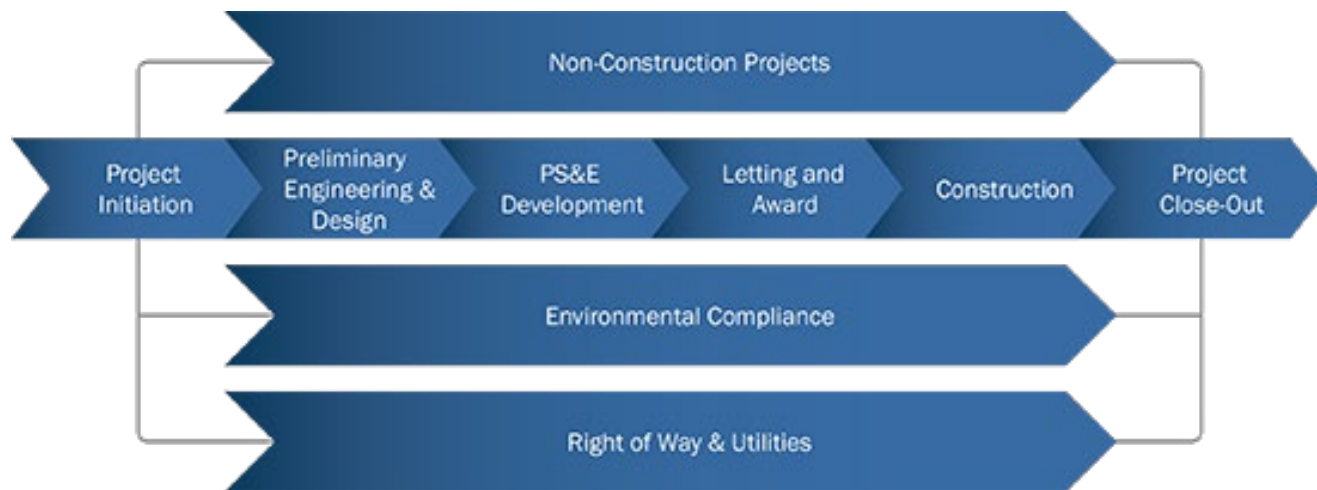 Non-Construction Projects
Project
Initiation
Preliminary
Engineering &
Design
PS&E
Development
Letting and
Award
Construction
Project
Close-Out
Environmental Compliance
Right of Way & Utilities